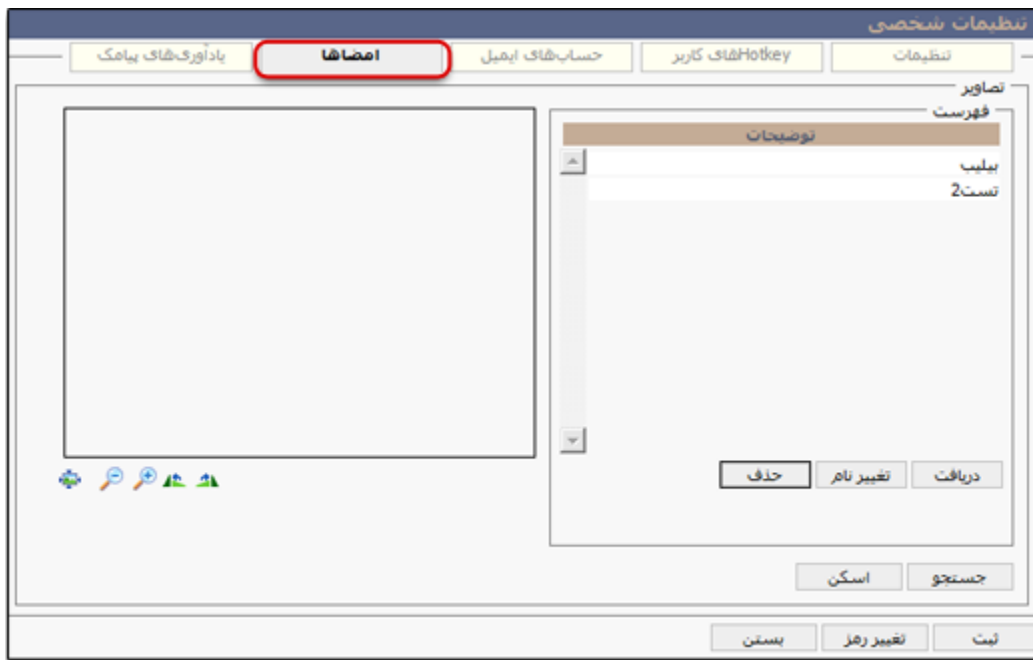 تنظیمات شخصی
تنظیمات Hotkeyهای کاربر حساب‌های ایمیل امضاها یادآوری‌های پیامک
تصاویر
فهرست
توضیحات
بیلیب
تست2
دریافت تغییر نام حذف
جستجو اسکن
ثبت تغییر رمز بستن